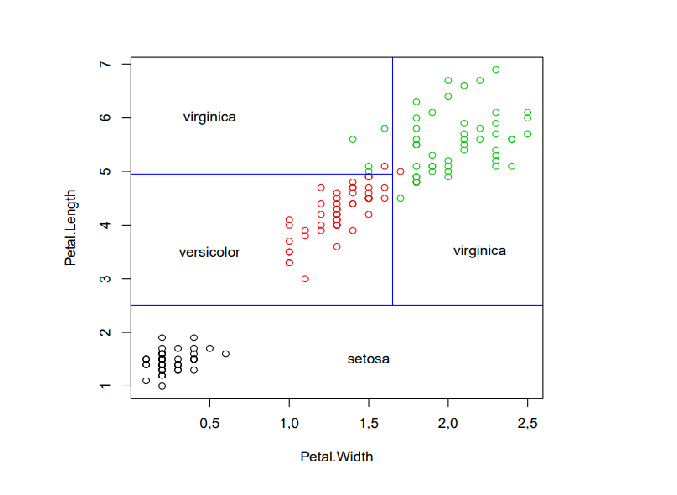 7
6
5
4
3
2
1
Petal.Length
virginica
versicolor
virginica
setosa
0,5 1,0 1,5 2,0 2,5
Petal.Width